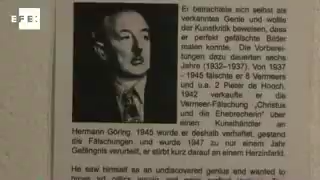 EFE:
Er betrachtete sich selbst als
verkanntes Genie und wollte
der Kunstkritik beweisen, dass
er perfekt gefälschte Bilder
malen konnte. Die Vorberei-
tungen dazu dauerten sechs
Jahre (1932-1937). Von 1937
- 1945 fälschte er 8 Vermeers
und u.a. 2 Pieter de Hooch.
1942 verkaufte er die
Vermeer-Fälschung „Christus
und die Ehebrecherin" über
einen Kunsthändler an
Hermann Göring. 1945 wurde er deshalb verhaftet, gestand
die Fälschungen und wurde 1947 zu nur einem Jahr
Gefängnis verurteilt, er stirbt kurz darauf an einem Herzinfarkt.
He saw himself as an undiscovered genius and wanted to